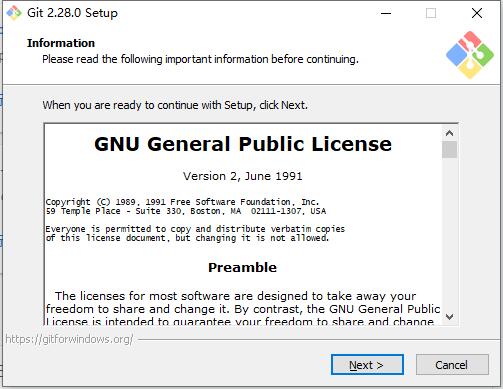 Git 2.28.0 Setup
Information
Please read the following important information before continuing.
When you are ready to continue with Setup, click Next.
GNU General Public License
Version 2, June 1991
Copyright (C) 1989, 1991 Free Software Foundation, Inc.
59 Temple Place - Suite 330, Boston, MA  02111-1307, USA
Everyone is permitted to copy and distribute verbatim copies
of this license document, but changing it is not allowed.
Preamble
The licenses for most software are designed to take away your
freedom to share and change it. By contrast, the GNU General Public
License is intended to guarantee your freedom to share and change
https://gitforwindows.org/
Next >
Cancel